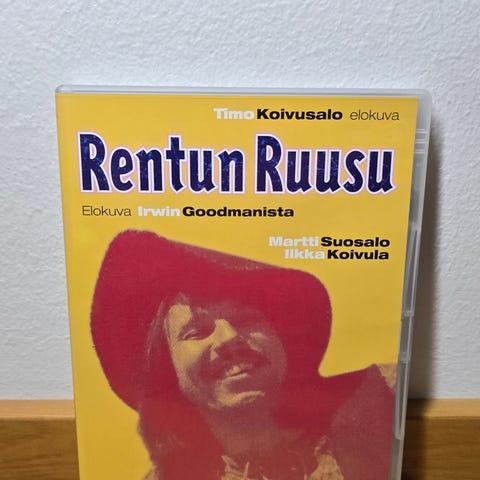 Timo Koivusalo elokuva
Rentun Ruusu
Elokuva Irwin Goodmanista
Martti Suosalo
Ilkka Koivula